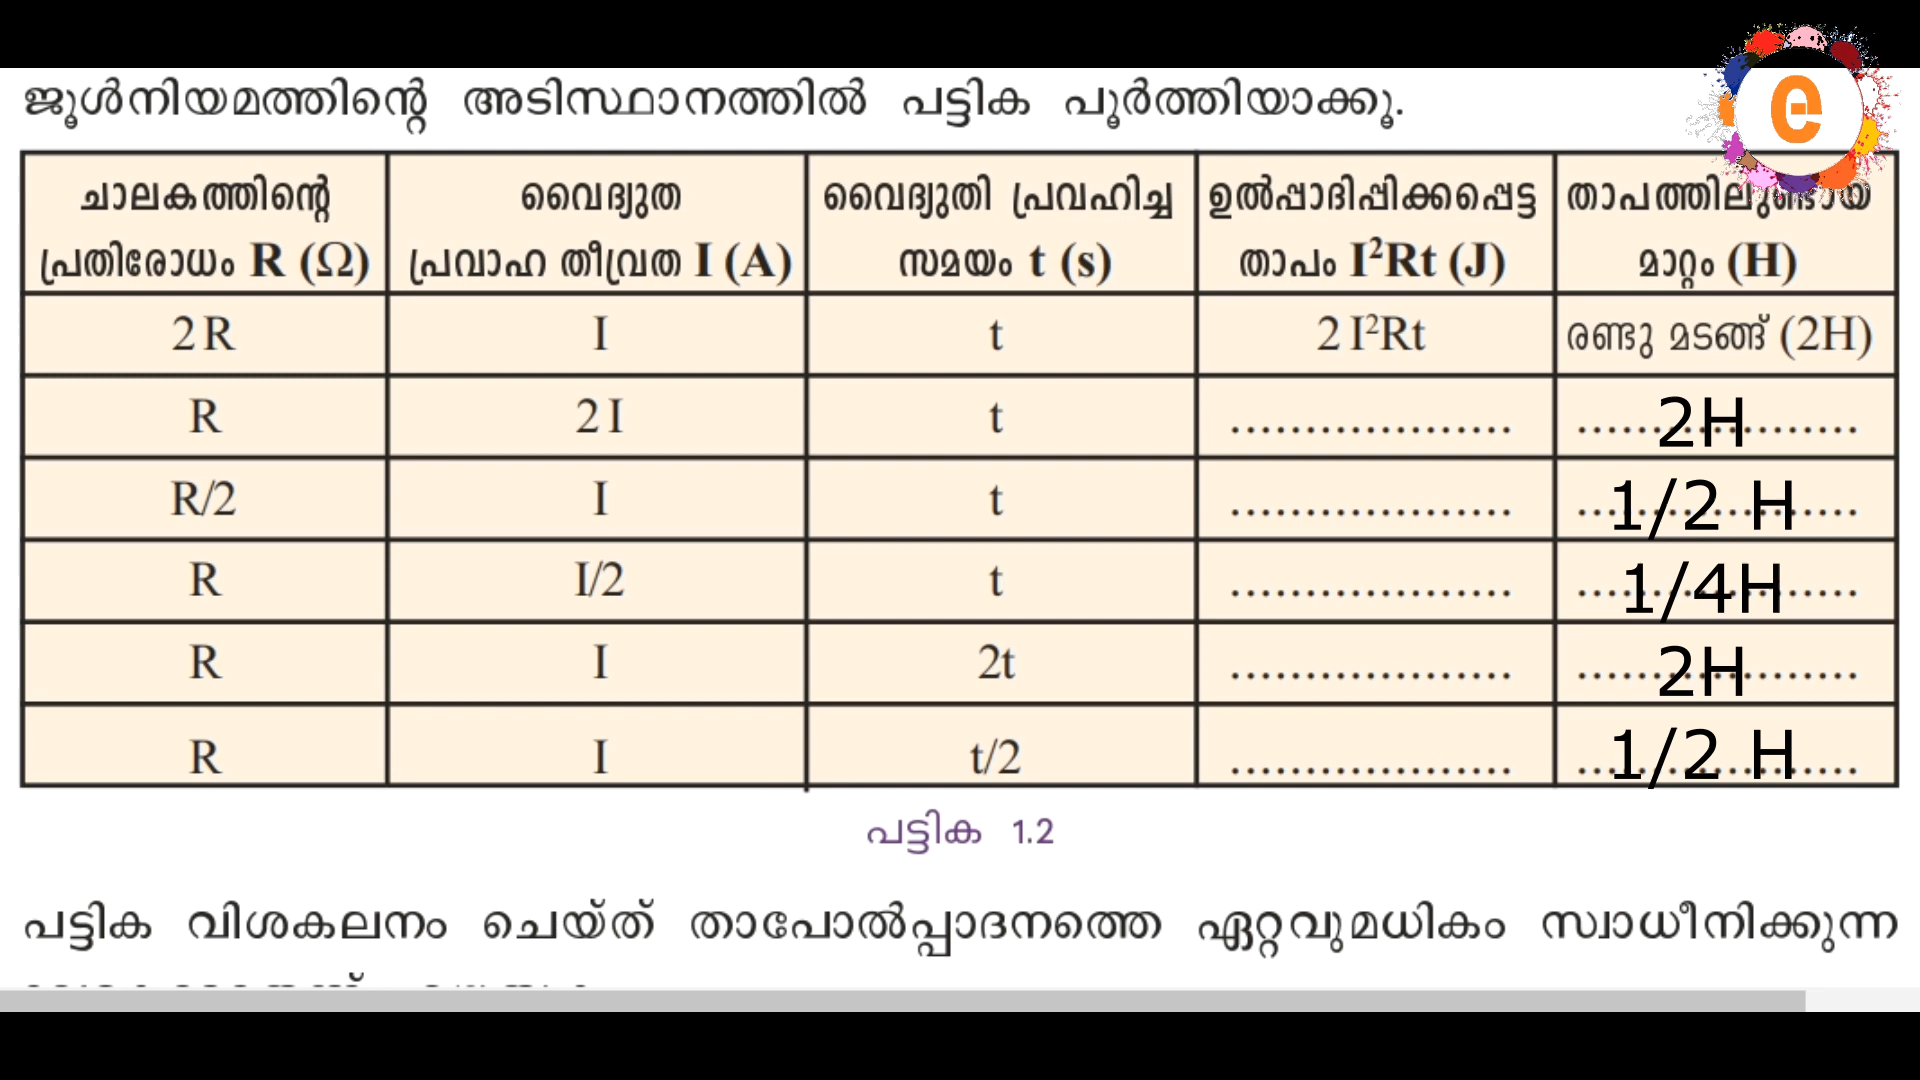 ജൂൾനിയമത്തിന്റെ അടിസ്ഥാനത്തിൽ പട്ടിക പൂർത്തിയാക്കൂ.
e
ചാലകത്തിന്റെ പ്രതിരോധം R (Ω) | വൈദ്യുത പ്രവാഹ തീവ്രത I (A) | വൈദ്യുതി പ്രവഹിച്ച സമയം t (s) | ഉൽപ്പാദിപ്പിക്കപ്പെട്ട താപം I²Rt (J) | താപത്തിലുണ്ടായ മാറ്റം (H)
2 R | I | t | 2 I²Rt | രണ്ടു മടങ്ങ് (2H)
R | 2 I | t | ................... | 2H
R/2 | I | t | ................... | 1/2 H
R | I/2 | t | ................... | 1/4H
R | I | 2t | ................... | 2H
R | I | t/2 | ................... | 1/2 H
പട്ടിക 1.2
പട്ടിക വിശകലനം ചെയ്ത് താപോൽപ്പാദനത്തെ ഏറ്റവുമധികം സ്വാധീനിക്കുന്ന